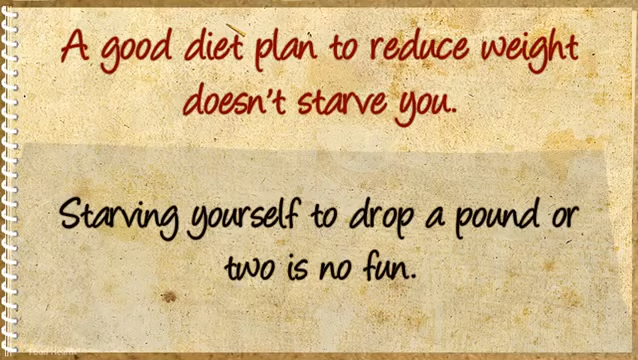 A good diet plan to reduce weight
doesn't starve you.
Starving yourself to drop a pound or
two is no fun.